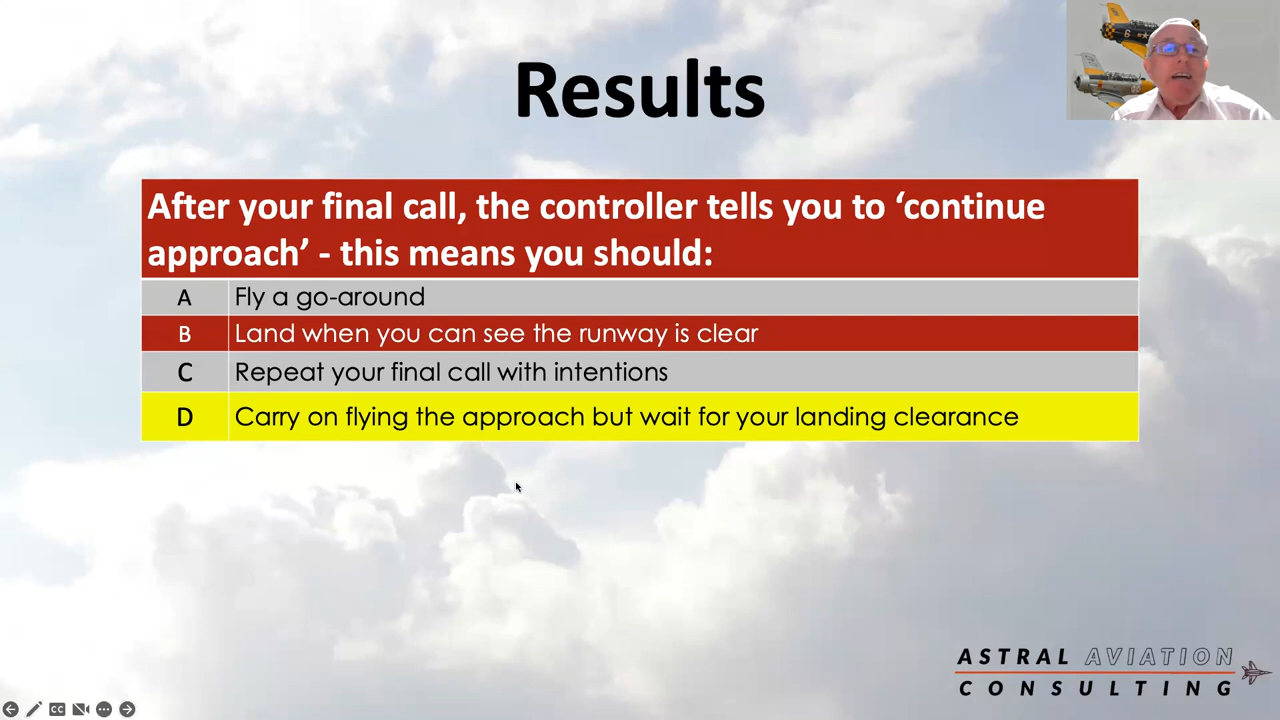 Results
After your final call, the controller tells you to ‘continue
approach’ - this means you should:
A Fly a go-around
B Land when you can see the runway is clear
C Repeat your final call with intentions
D Carry on flying the approach but wait for your landing clearance
ASTRAL AVIATION
CONSULTING
CC
6